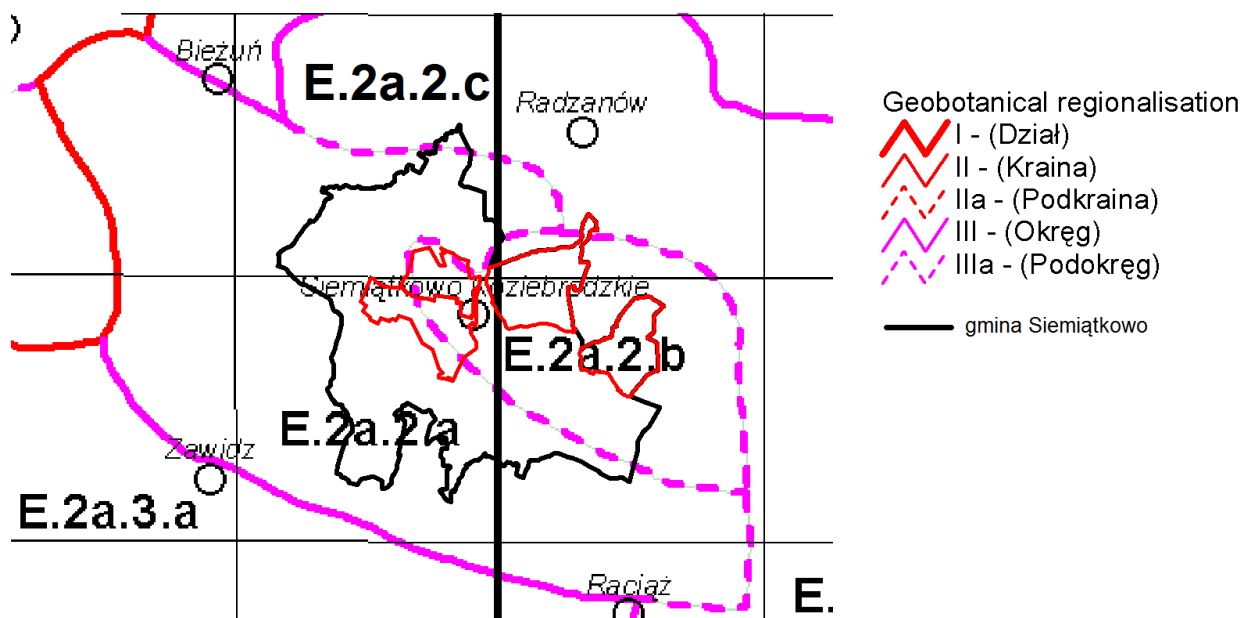 Bieżuń
E.2a.2.c
Radzanów
Siemiątkowo Koziebrodzkie
E.2a.2.b
E.2a.2.a
Zawidz
E.2a.3.a
Raciąż
E.
Geobotanical regionalisation
I - (Dział)
II - (Kraina)
IIa - (Podkraina)
III - (Okręg)
IIIa - (Podokręg)
gmina Siemiątkowo